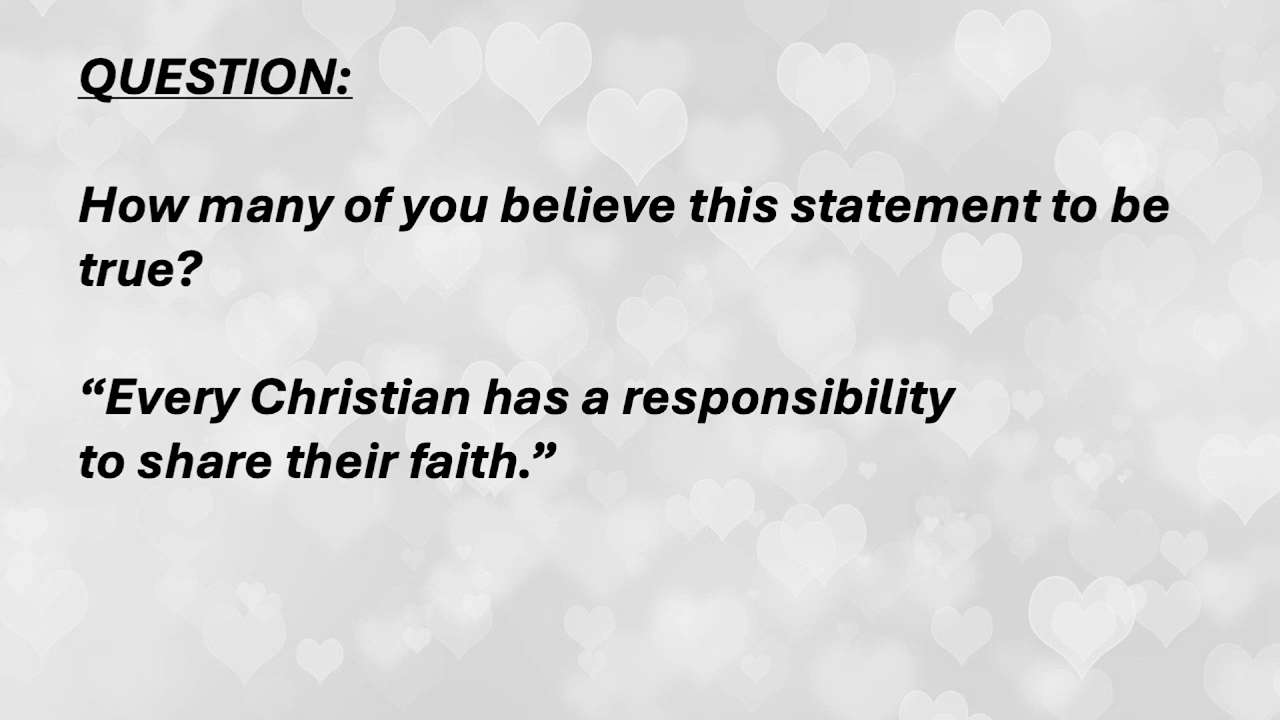 QUESTION:
How many of you believe this statement to be
true?
“Every Christian has a responsibility
to share their faith.”